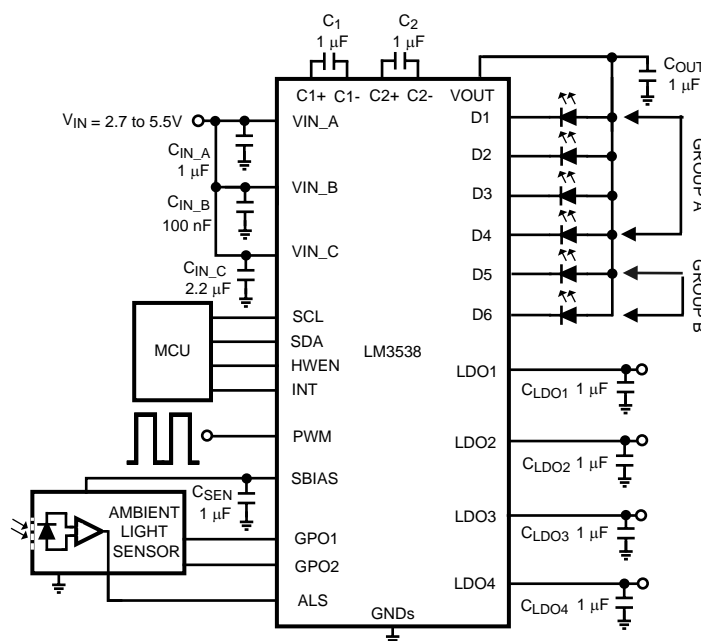 C1
1 µF
C2
1 µF
C1+ C1- C2+ C2- VOUT
COUT
1 µF
VIN = 2.7 to 5.5V
VIN_A
CIN_A
1 µF
VIN_B
CIN_B
100 nF
VIN_C
CIN_C
2.2 µF
MCU
SCL
SDA
HWEN
INT
PWM
SBIAS
CSEN
1 µF
AMBIENT
LIGHT
SENSOR
GPO1
GPO2
ALS
LM3538
GNDs
D1
D2
D3
D4
D5
D6
GROUP A
GROUP B
LDO1
CLDO1 1 µF
LDO2
CLDO2 1 µF
LDO3
CLDO3 1 µF
LDO4
CLDO4 1 µF